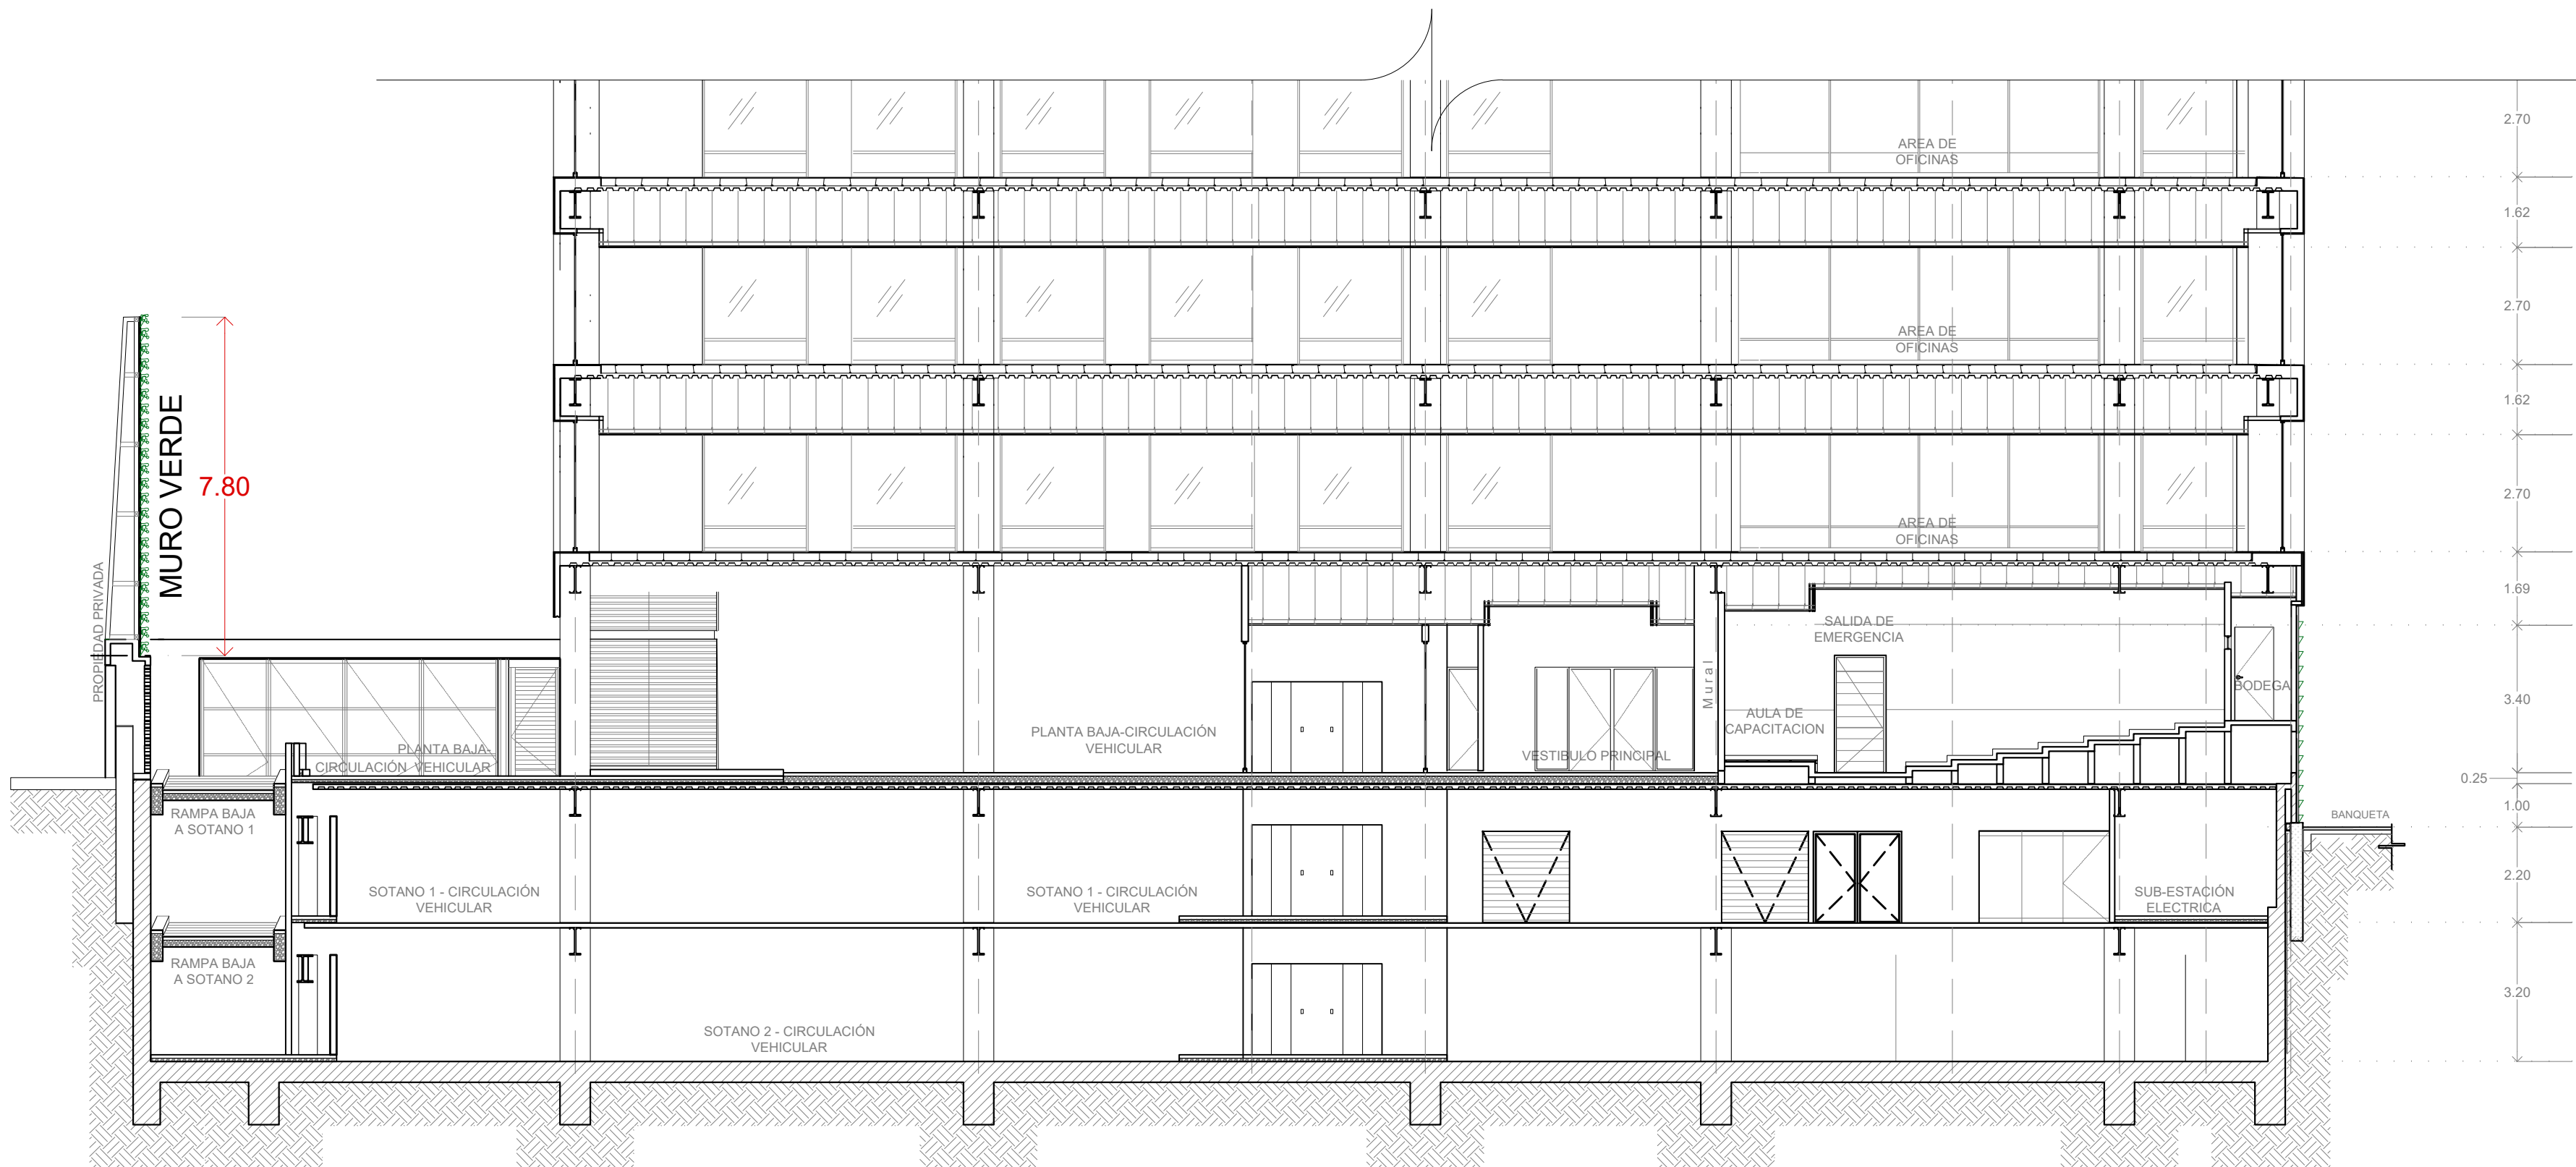 2.70
AREA DE
OFICINAS
1.62
2.70
AREA DE
OFICINAS
1.62
MURO VERDE
7.80
2.70
AREA DE
OFICINAS
PROPIEDAD PRIVADA
1.69
SALIDA DE
EMERGENCIA
Mural
BODEGA
3.40
AULA DE
CAPACITACION
PLANTA BAJA-CIRCULACIÓN
VEHICULAR
PLANTA BAJA-
CIRCULACIÓN VEHICULAR
VESTIBULO PRINCIPAL
0.25
1.00
RAMPA BAJA
A SOTANO 1
BANQUETA
SOTANO 1 - CIRCULACIÓN
VEHICULAR
SOTANO 1 - CIRCULACIÓN
VEHICULAR
SUB-ESTACIÓN
ELECTRICA
2.20
RAMPA BAJA
A SOTANO 2
3.20
SOTANO 2 - CIRCULACIÓN
VEHICULAR